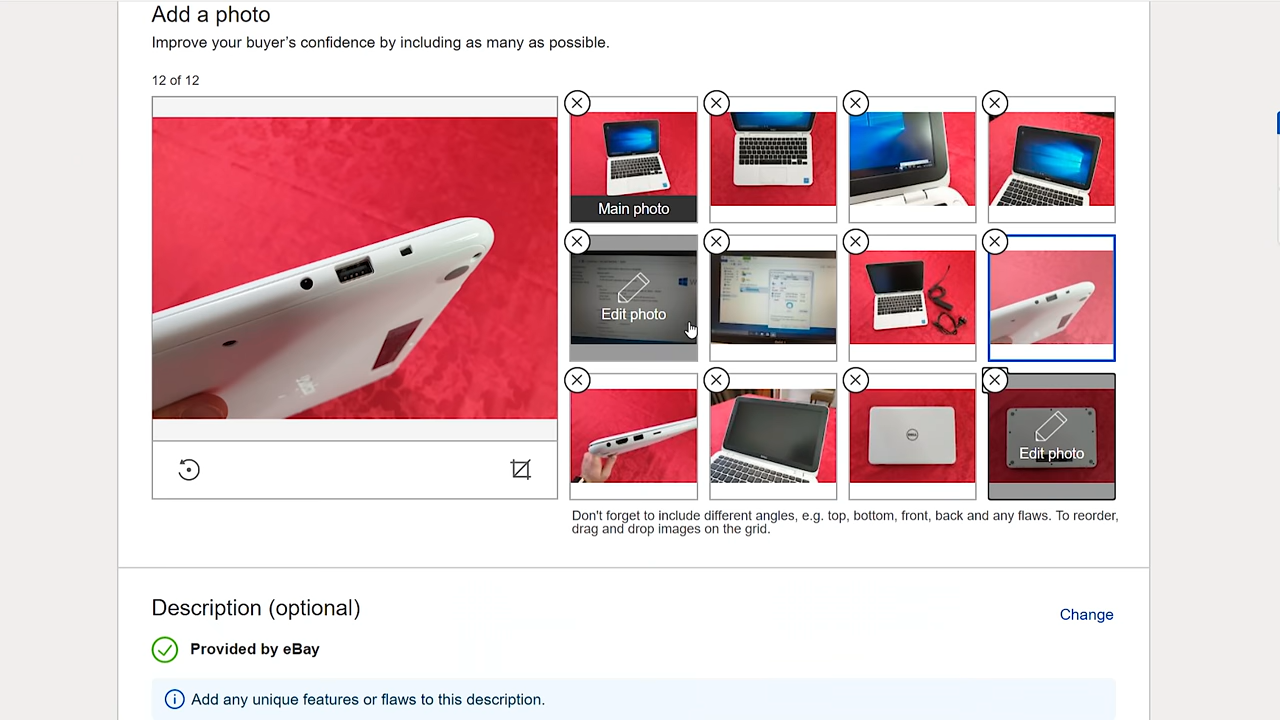 Add a photo
Improve your buyer’s confidence by including as many as possible.
12 of 12
Main photo
Edit photo
DELL
Edit photo
Don't forget to include different angles, e.g. top, bottom, front, back and any flaws. To reorder,
drag and drop images on the grid.
Description (optional)
Change
Provided by eBay
Add any unique features or flaws to this description.